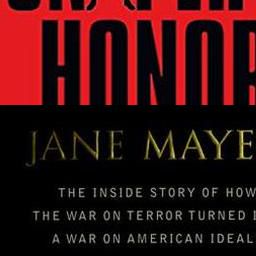 HONOR
JANE MAYE
THE INSIDE STORY OF HOW
THE WAR ON TERROR TURNED I
A WAR ON AMERICAN IDEAL